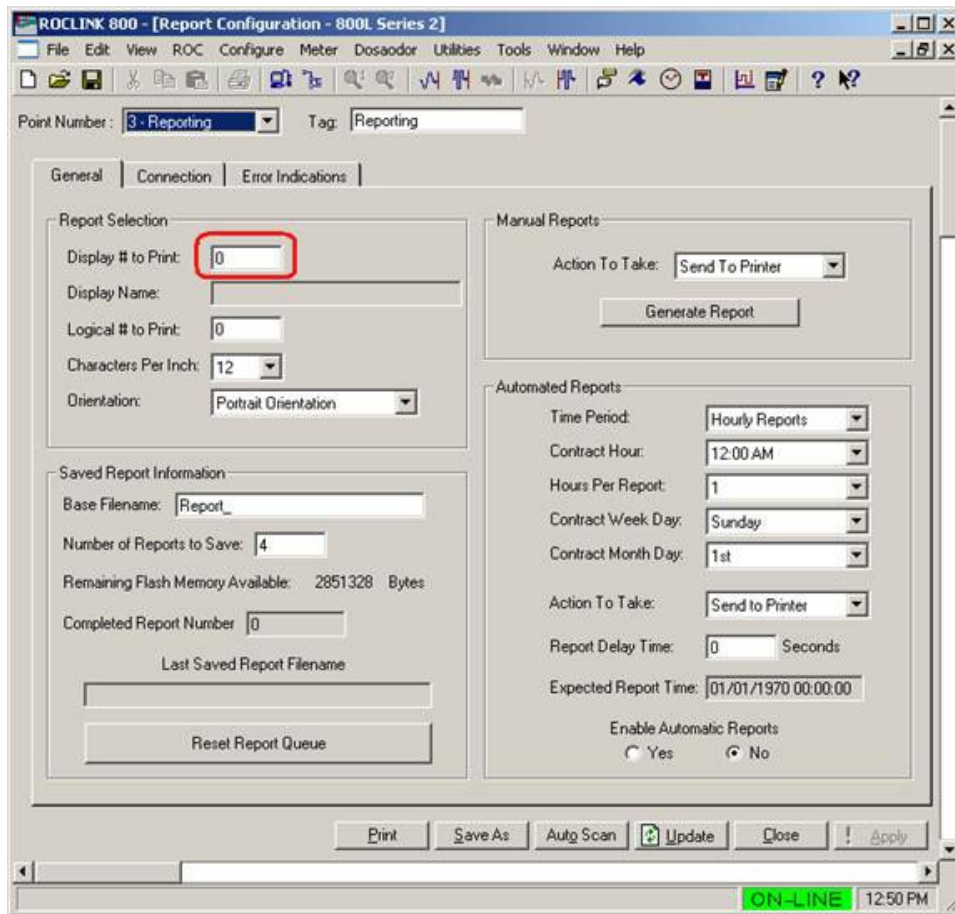 ROCLINK 800 - [Report Configuration - 800L Series 2]
File Edit View ROC Configure Meter Dosaodor Utilities Tools Window Help
Point Number : 3 - Reporting Tag: Reporting
General Connection Error Indications
Report Selection
Display # to Print: 0
Display Name:
Logical # to Print: 0
Characters Per Inch: 12
Orientation: Portrait Orientation
Saved Report Information
Base Filename: Report_
Number of Reports to Save: 4
Remaining Flash Memory Available: 2851328 Bytes
Completed Report Number 0
Last Saved Report Filename
Reset Report Queue
Manual Reports
Action To Take: Send To Printer
Generate Report
Automated Reports
Time Period: Hourly Reports
Contract Hour: 12:00 AM
Hours Per Report: 1
Contract Week Day: Sunday
Contract Month Day: 1st
Action To Take: Send to Printer
Report Delay Time: 0 Seconds
Expected Report Time: 01/01/1970 00:00:00
Enable Automatic Reports
Yes No
Print Save As Auto Scan Update Close ! Apply
ON-LINE 12:50 PM